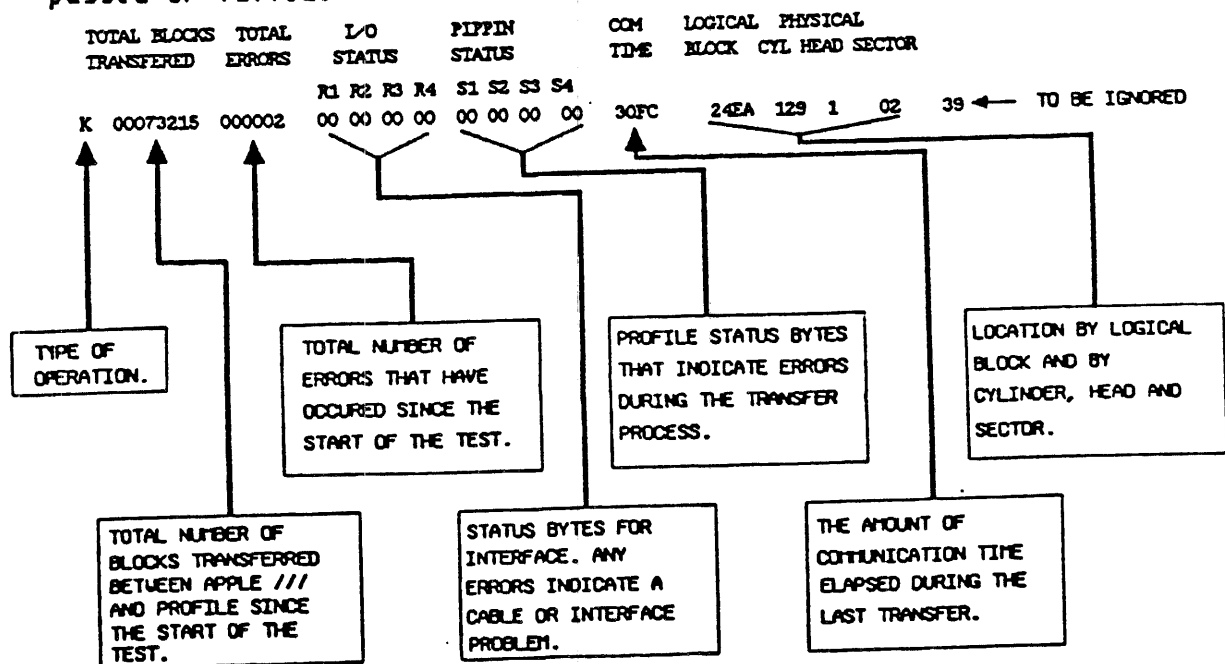 TOTAL BLOCKS TOTAL I/O PIPPIN COM LOGICAL PHYSICAL
TRANSFERED ERRORS STATUS STATUS TIME BLOCK CYL HEAD SECTOR
R1 R2 R3 R4 S1 S2 S3 S4
K 00073215 000002 00 00 00 00 00 00 00 00 30FC 24EA 129 1 02 39 TO BE IGNORED
TYPE OF
OPERATION.
TOTAL NUMBER OF
ERRORS THAT HAVE
OCCURED SINCE THE
START OF THE TEST.
PROFILE STATUS BYTES
THAT INDICATE ERRORS
DURING THE TRANSFER
PROCESS.
LOCATION BY LOGICAL
BLOCK AND BY
CYLINDER, HEAD AND
SECTOR.
TOTAL NUMBER OF
BLOCKS TRANSFERRED
BETWEEN APPLE ///
AND PROFILE SINCE
THE START OF THE
TEST.
STATUS BYTES FOR
INTERFACE. ANY
ERRORS INDICATE A
CABLE OR INTERFACE
PROBLEM.
THE AMOUNT OF
COMMUNICATION TIME
ELAPSED DURING THE
LAST TRANSFER.